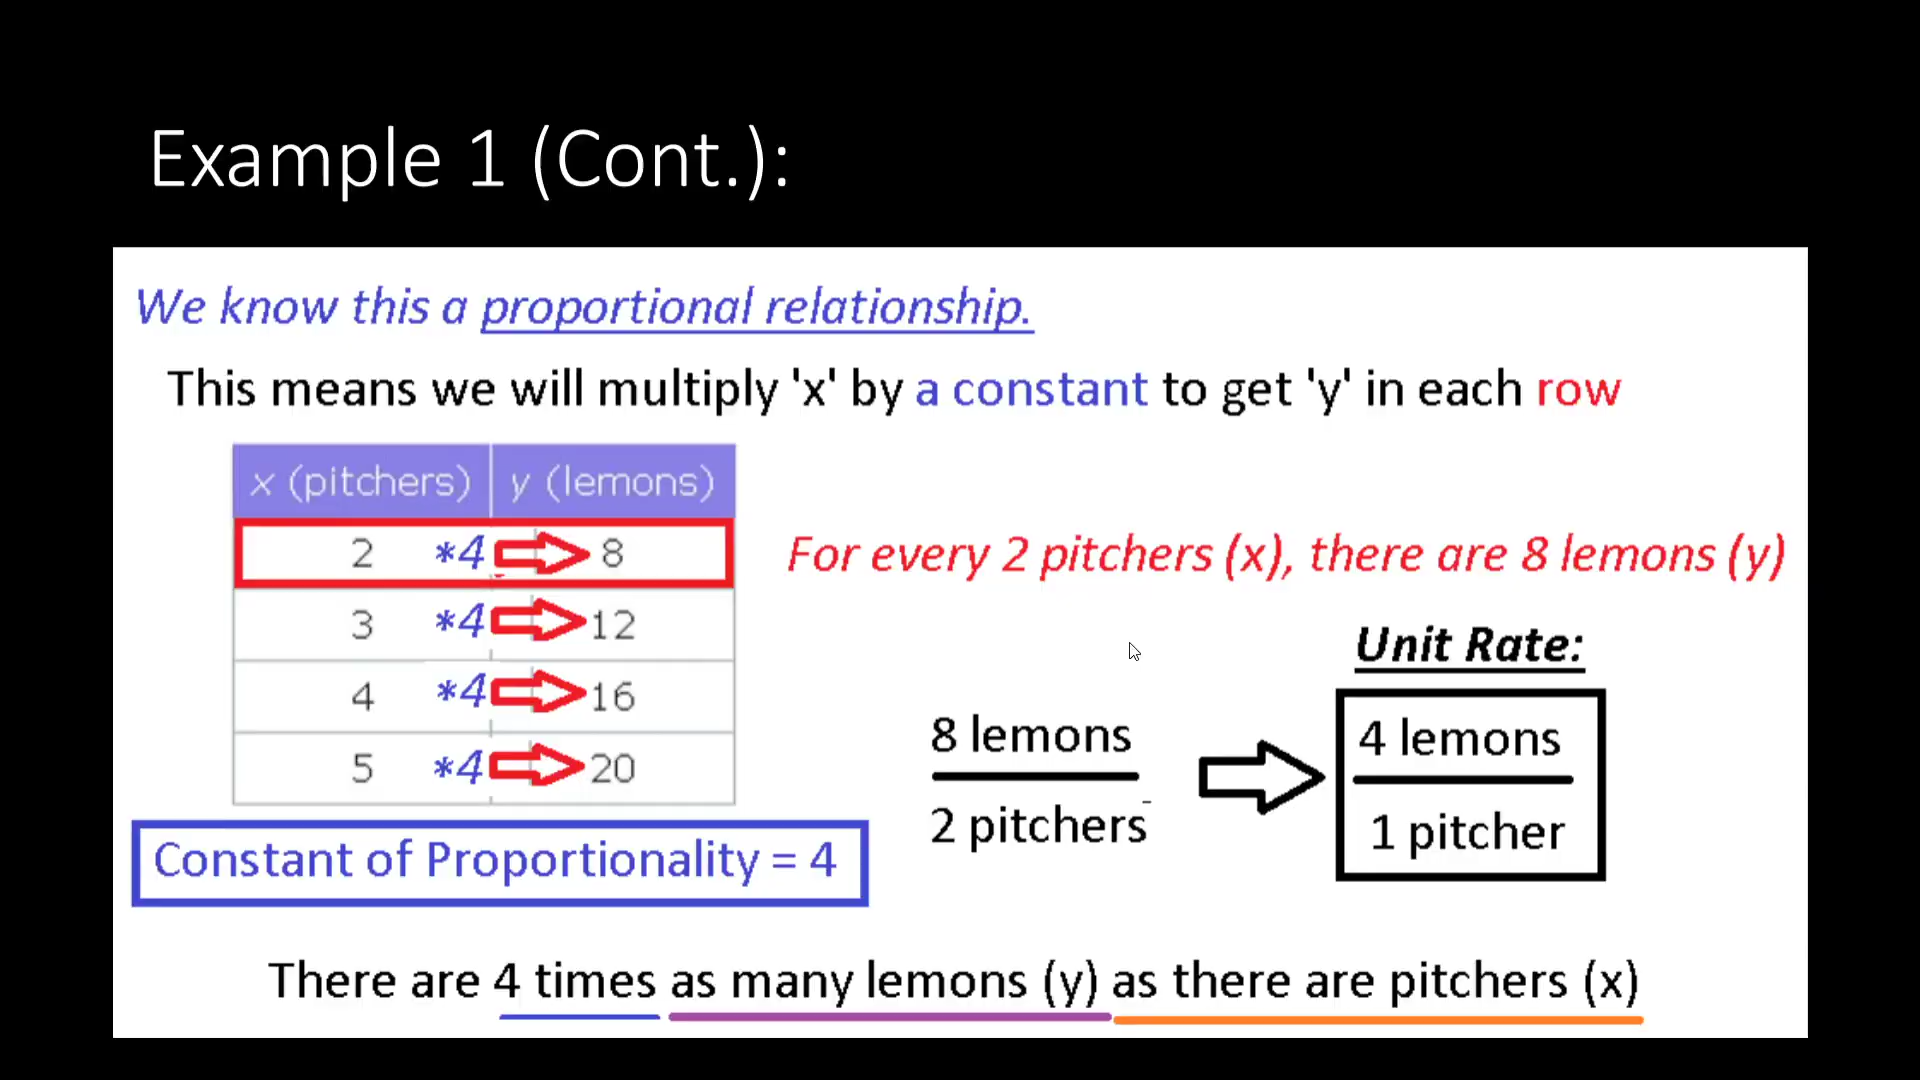 Example 1 (Cont.):
We know this a proportional relationship.
This means we will multiply 'x' by a constant to get 'y' in each row
x (pitchers) y (lemons)
2 *4 8
For every 2 pitchers (x), there are 8 lemons (y)
3 *4 12
4 *4 16
5 *4 20
Constant of Proportionality = 4
Unit Rate:
8 lemons
2 pitchers
4 lemons
1 pitcher
There are 4 times as many lemons (y) as there are pitchers (x)